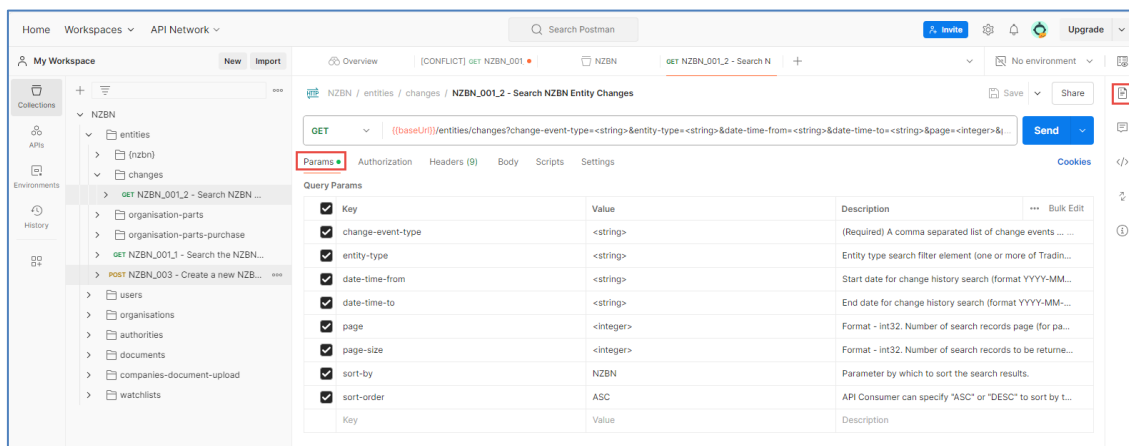 Home Workspaces API Network Search Postman Invite Upgrade
My Workspace New Import Overview [CONFLICT] GET NZBN_001 NZBN GET NZBN_001_2 - Search N + No environment
Collections
APIs
Environments
History
NZBN
entities
{nzbn}
changes
GET NZBN_001_2 - Search NZBN ...
organisation-parts
organisation-parts-purchase
GET NZBN_001_1 - Search the NZBN...
POST NZBN_003 - Create a new NZB...
users
organisations
authorities
documents
companies-document-upload
watchlists
NZBN / entities / changes / NZBN_001_2 - Search NZBN Entity Changes Save Share
GET {{baseUrl}}/entities/changes?change-event-type=<string>&entity-type=<string>&date-time-from=<string>&date-time-to=<string>&page=<integer>&... Send
Params Authorization Headers (9) Body Scripts Settings Cookies
Query Params
Key Value Description ... Bulk Edit
change-event-type <string> (Required) A comma separated list of change events ... ...
entity-type <string> Entity type search filter element (one or more of Tradin...
date-time-from <string> Start date for change history search (format YYYY-MM...
date-time-to <string> End date for change history search (format YYYY-MM-...
page <integer> Format - int32. Number of search records page (for pa...
page-size <integer> Format - int32. Number of search records to be returne...
sort-by NZBN Parameter by which to sort the search results.
sort-order ASC API Consumer can specify "ASC" or "DESC" to sort by t...
Key Value Description